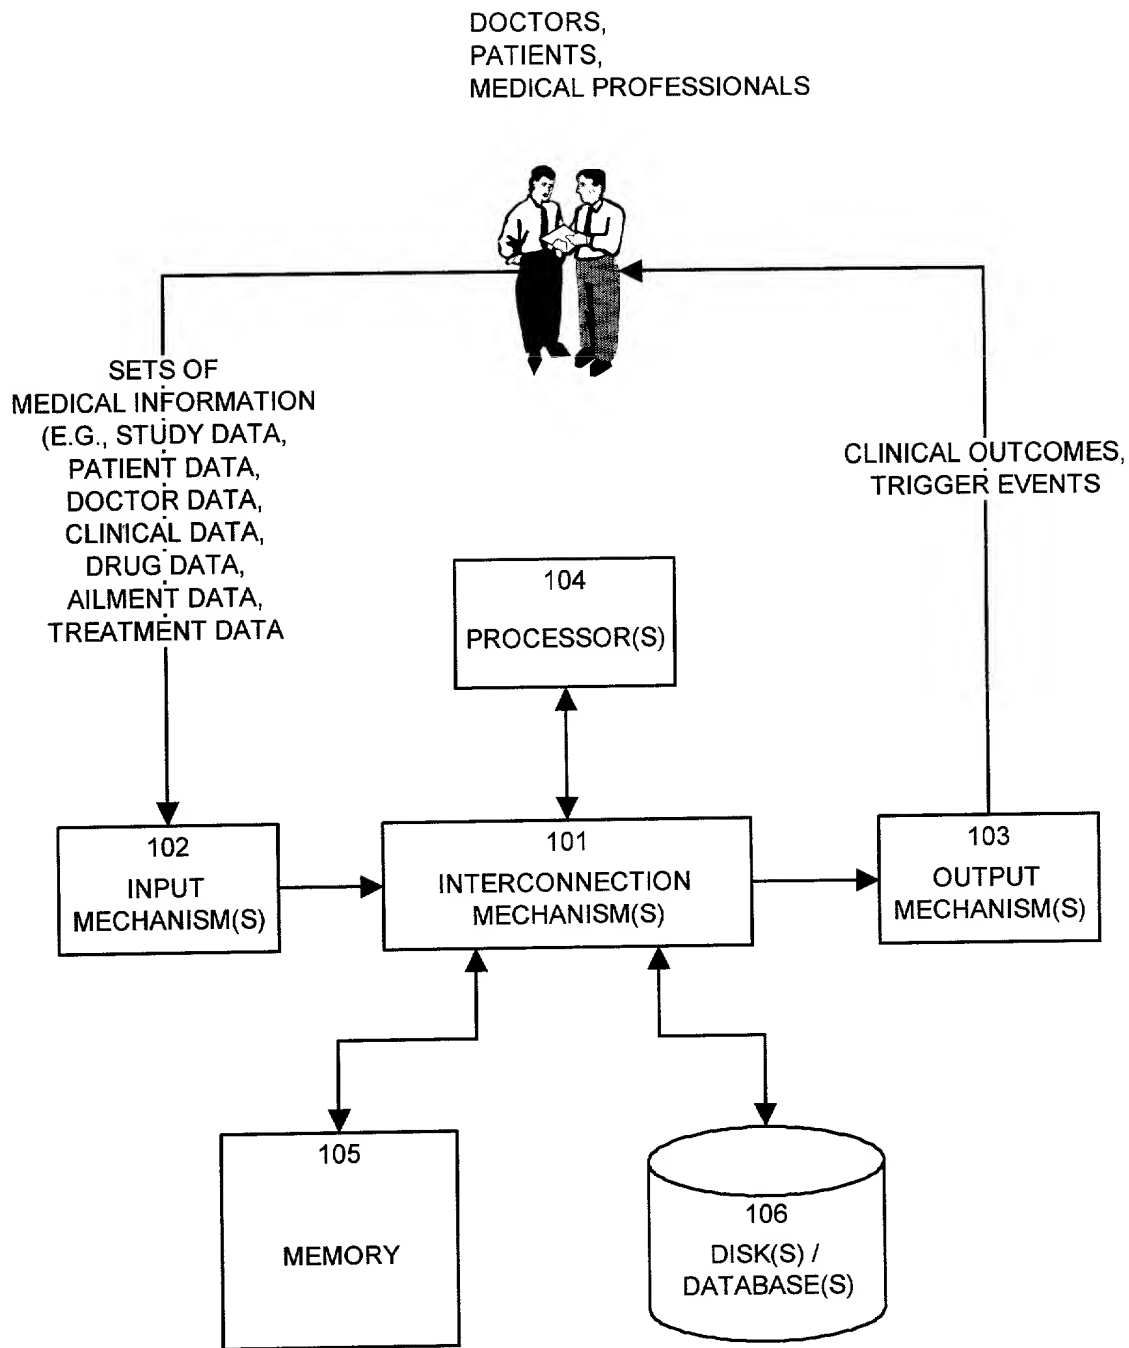 DOCTORS,
PATIENTS,
MEDICAL PROFESSIONALS
SETS OF
MEDICAL INFORMATION
(E.G., STUDY DATA,
PATIENT DATA,
DOCTOR DATA,
CLINICAL DATA,
DRUG DATA,
AILMENT DATA,
TREATMENT DATA
CLINICAL OUTCOMES,
TRIGGER EVENTS
104
PROCESSOR(S)
102
INPUT
MECHANISM(S)
101
INTERCONNECTION
MECHANISM(S)
103
OUTPUT
MECHANISM(S)
105
MEMORY
106
DISK(S) /
DATABASE(S)